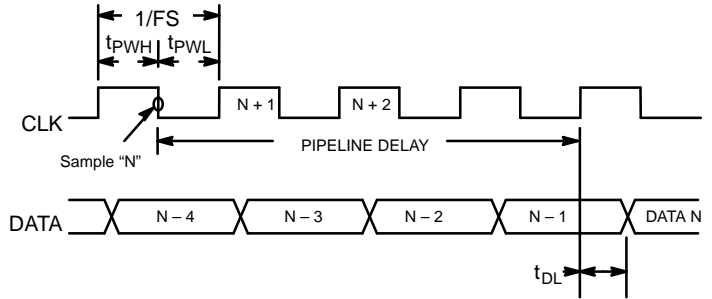 1/FS
tPWH tPWL
CLK
N + 1
N + 2
Sample “N”
PIPELINE DELAY
DATA
N – 4
N – 3
N – 2
N – 1
DATA N
tDL